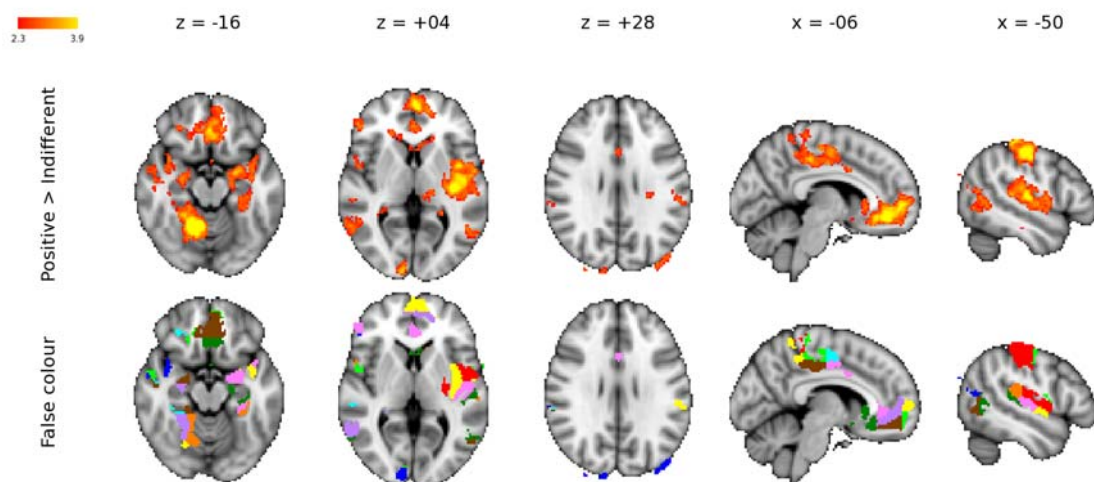 z = -16 z = +04 z = +28 x = -06 x = -50
2.3 3.9
Positive > Indifferent
False colour